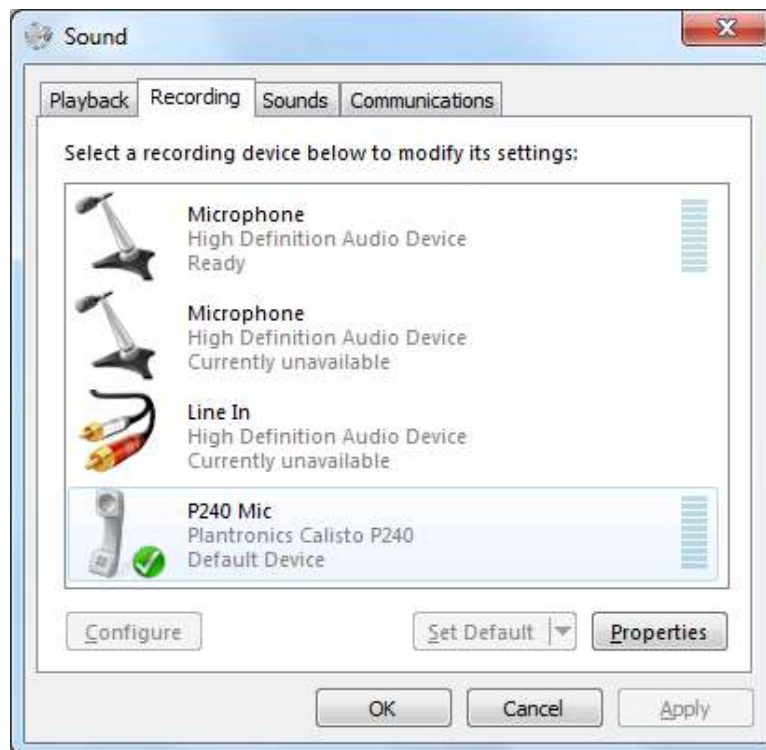 Sound
Playback Recording Sounds Communications
Select a recording device below to modify its settings:
Microphone
High Definition Audio Device
Ready
Microphone
High Definition Audio Device
Currently unavailable
Line In
High Definition Audio Device
Currently unavailable
P240 Mic
Plantronics Calisto P240
Default Device
Configure Set Default Properties
OK Cancel Apply